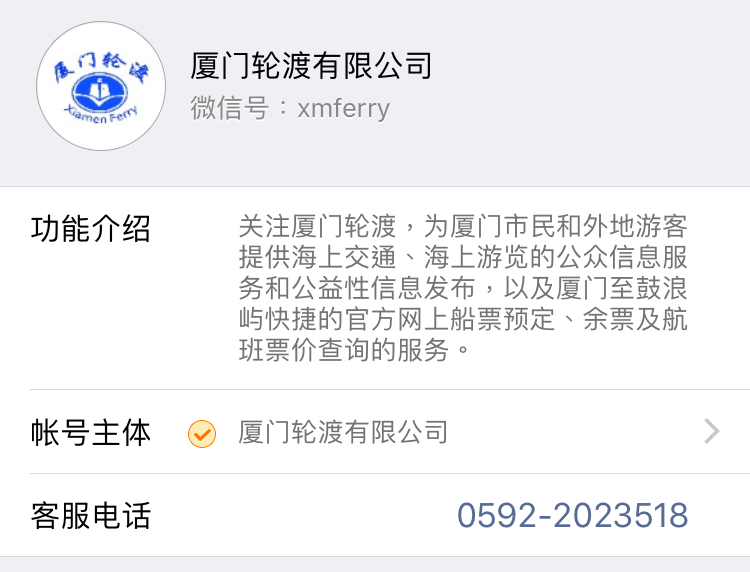 厦门轮渡
Xiamen Ferry
厦门轮渡有限公司
微信号：xmferry
功能介绍
关注厦门轮渡，为厦门市民和外地游客
提供海上交通、海上游览的公众信息服
务和公益性信息发布，以及厦门至鼓浪
屿快捷的官方网上船票预定、余票及航
班票价查询的服务。
帐号主体
厦门轮渡有限公司
客服电话
0592-2023518